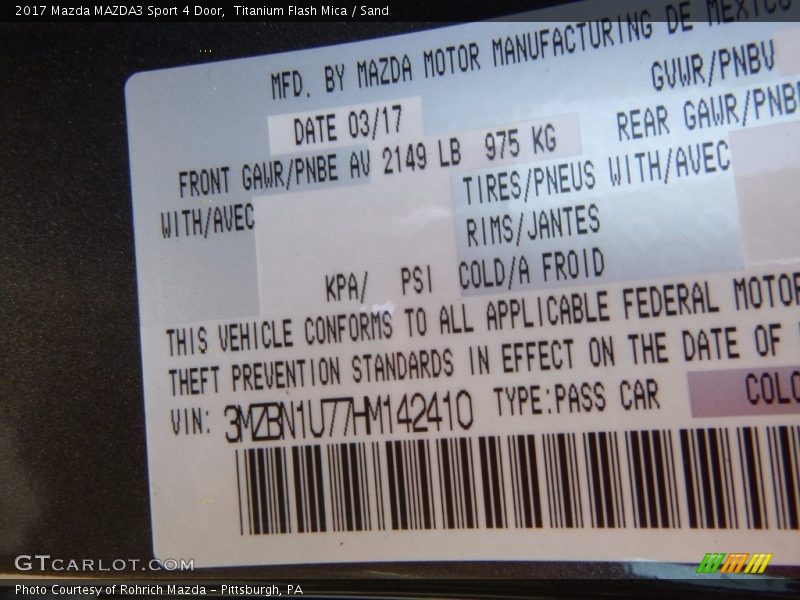 2017 Mazda MAZDA3 Sport 4 Door, Titanium Flash Mica / Sand
MFD. BY MAZDA MOTOR MANUFACTURING DE MEXICO
DATE 03/17
GVWR/PNBV
FRONT GAWR/PNBE AV 2149 LB 975 KG
REAR GAWR/PNBE
WITH/AVEC
TIRES/PNEUS WITH/AVEC
RIMS/JANTES
KPA/ PSI COLD/A FROID
THIS VEHICLE CONFORMS TO ALL APPLICABLE FEDERAL MOTOR
THEFT PREVENTION STANDARDS IN EFFECT ON THE DATE OF
VIN: 3MZBN1U77HM142410 TYPE:PASS CAR
COLO
GTCARLOT.COM
Photo Courtesy of Rohrich Mazda - Pittsburgh, PA